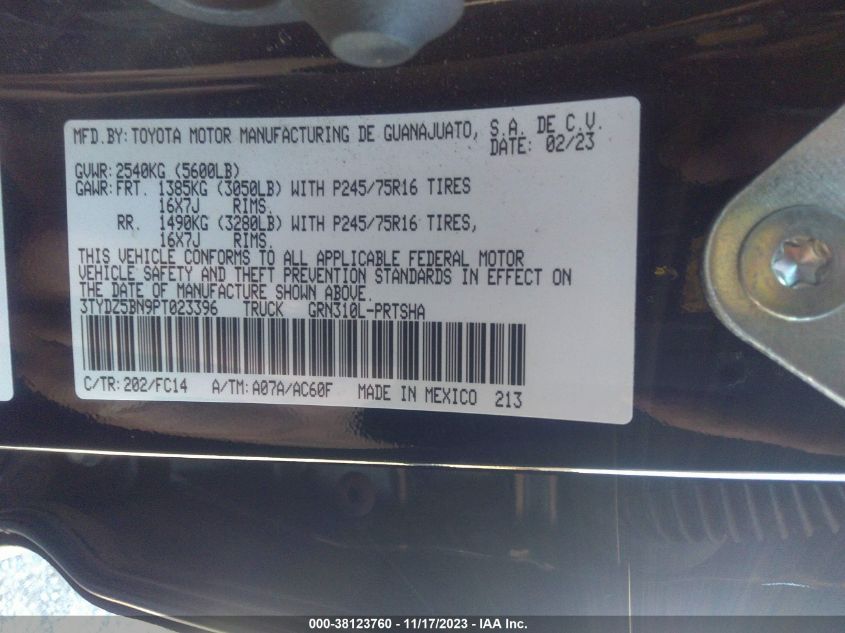 MFD.BY: TOYOTA MOTOR MANUFACTURING DE GUANAJUATO, S.A. DE C.V.
DATE: 02/23
GVWR: 2540KG (5600LB)
GAWR: FRT. 1385KG (3050LB) WITH P245/75R16 TIRES
16X7J RIMS.
RR. 1490KG (3280LB) WITH P245/75R16 TIRES,
16X7J RIMS.
THIS VEHICLE CONFORMS TO ALL APPLICABLE FEDERAL MOTOR
VEHICLE SAFETY AND THEFT PREVENTION STANDARDS IN EFFECT ON
THE DATE OF MANUFACTURE SHOWN ABOVE.
3TYDZ5BN9PT023396 TRUCK GRN310L-PRTSHA
C/TR: 202/FC14 A/TM: A07A/AC60F MADE IN MEXICO 213
000-38123760 - 11/17/2023 - IAA Inc.